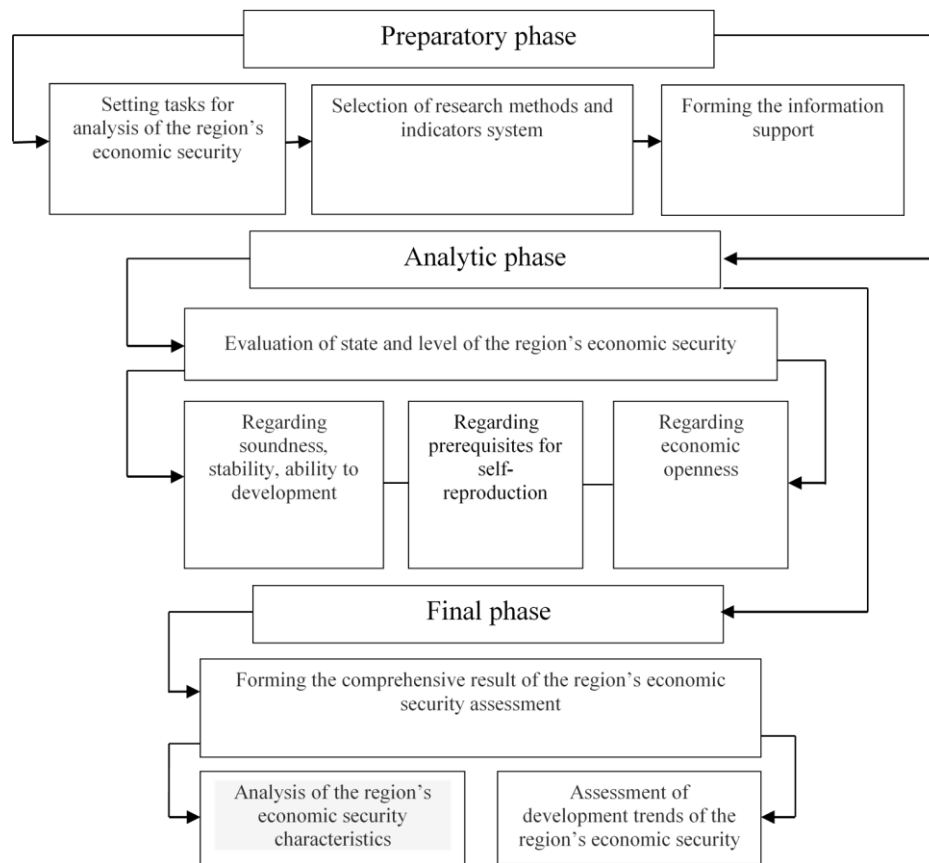 Preparatory phase
Setting tasks for
analysis of the region's
economic security
Selection of research methods and
indicators system
Forming the information
support
Analytic phase
Evaluation of state and level of the region's economic security
Regarding
soundness,
stability, ability to
development
Regarding
prerequisites for
self-
reproduction
Regarding
economic
openness
Final phase
Forming the comprehensive result of the region's economic
security assessment
Analysis of the region's
economic security
characteristics
Assessment of
development trends of the
region's economic security